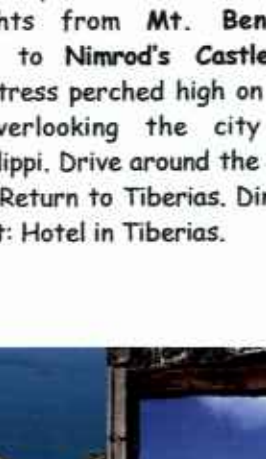 hts from Mt. Ben
to Nimrod's Castle
tress perched high on
verlooking the city
lippi. Drive around the
Return to Tiberias. Din
t: Hotel in Tiberias.